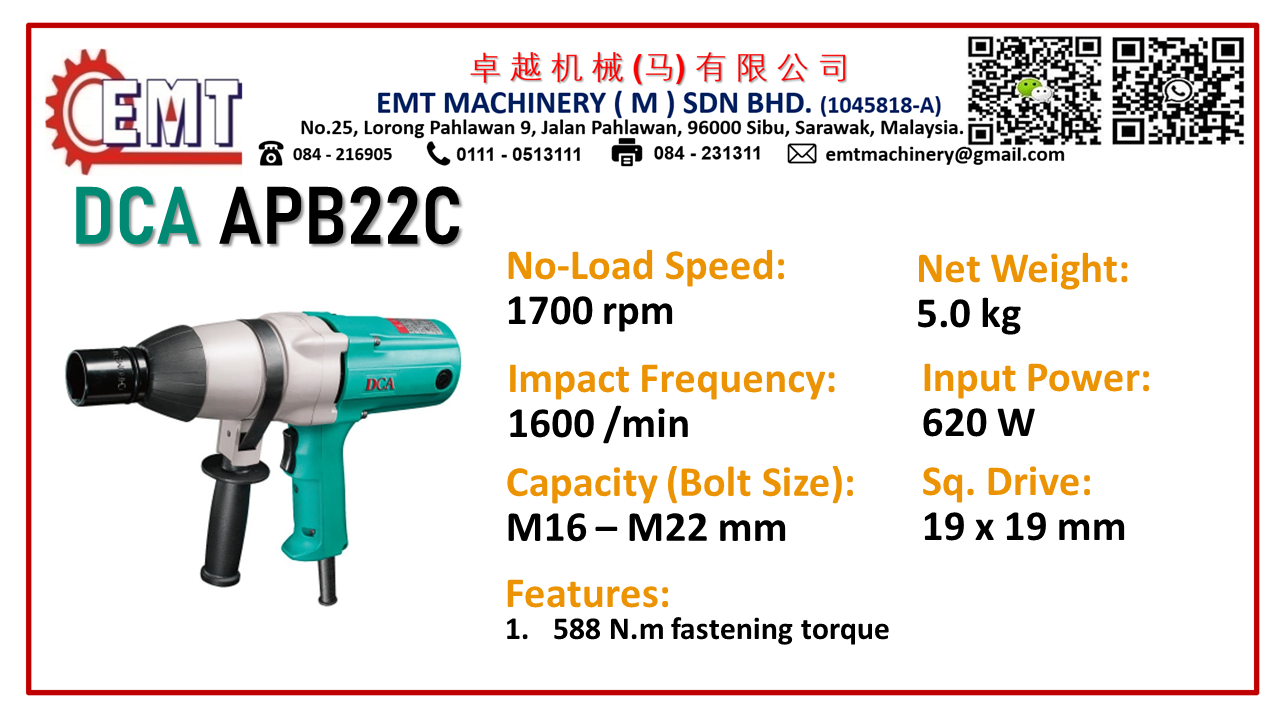 EMT
卓越机械(马)有限公司
EMT MACHINERY ( M ) SDN BHD. (1045818-A)
No.25, Lorong Pahlawan 9, Jalan Pahlawan, 96000 Sibu, Sarawak, Malaysia.
084 - 216905 0111 - 0513111 084 - 231311 emtmachinery@gmail.com
DCA APB22C
No-Load Speed:
1700 rpm
Net Weight:
5.0 kg
Impact Frequency:
1600 /min
Input Power:
620 W
Capacity (Bolt Size):
M16 – M22 mm
Sq. Drive:
19 x 19 mm
Features:
1. 588 N.m fastening torque
DCA